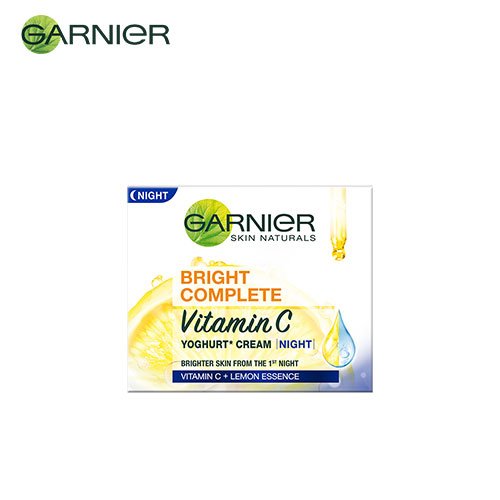 GARNIER
NIGHT
GARNIER
SKIN NATURALS
BRIGHT
COMPLETE
Vitamin C
YOGHURT* CREAM |NIGHT|
BRIGHTER SKIN FROM THE 1ST NIGHT
VITAMIN C + LEMON ESSENCE